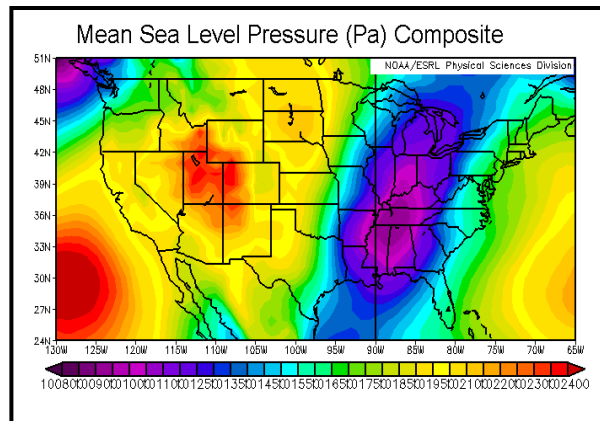 Mean Sea Level Pressure (Pa) Composite
NOAA/ESRL Physical Sciences Division
51N
48N
45N
42N
39N
36N
33N
30N
27N
24N
130W 125W 120W 115W 110W 105W 100W 95W 90W 85W 80W 75W 70W 65W